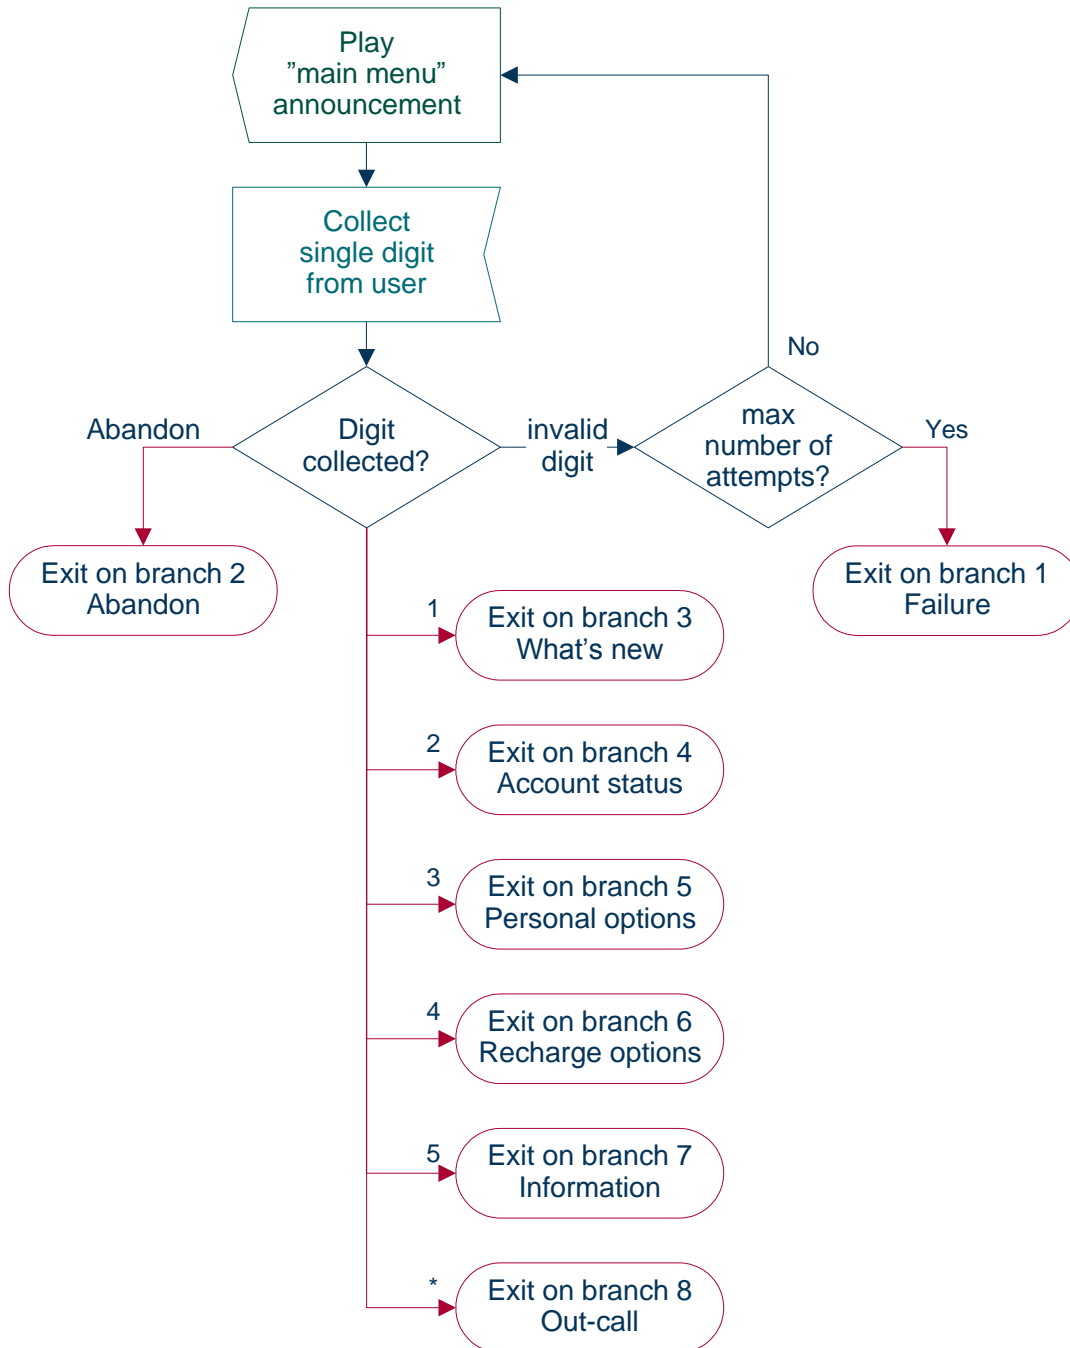 Play
”main menu”
announcement
Collect
single digit
from user
No
Abandon
Digit
collected?
invalid
digit
max
number of
attempts?
Yes
Exit on branch 2
Abandon
Exit on branch 1
Failure
1
Exit on branch 3
What’s new
2
Exit on branch 4
Account status
3
Exit on branch 5
Personal options
4
Exit on branch 6
Recharge options
5
Exit on branch 7
Information
*
Exit on branch 8
Out-call